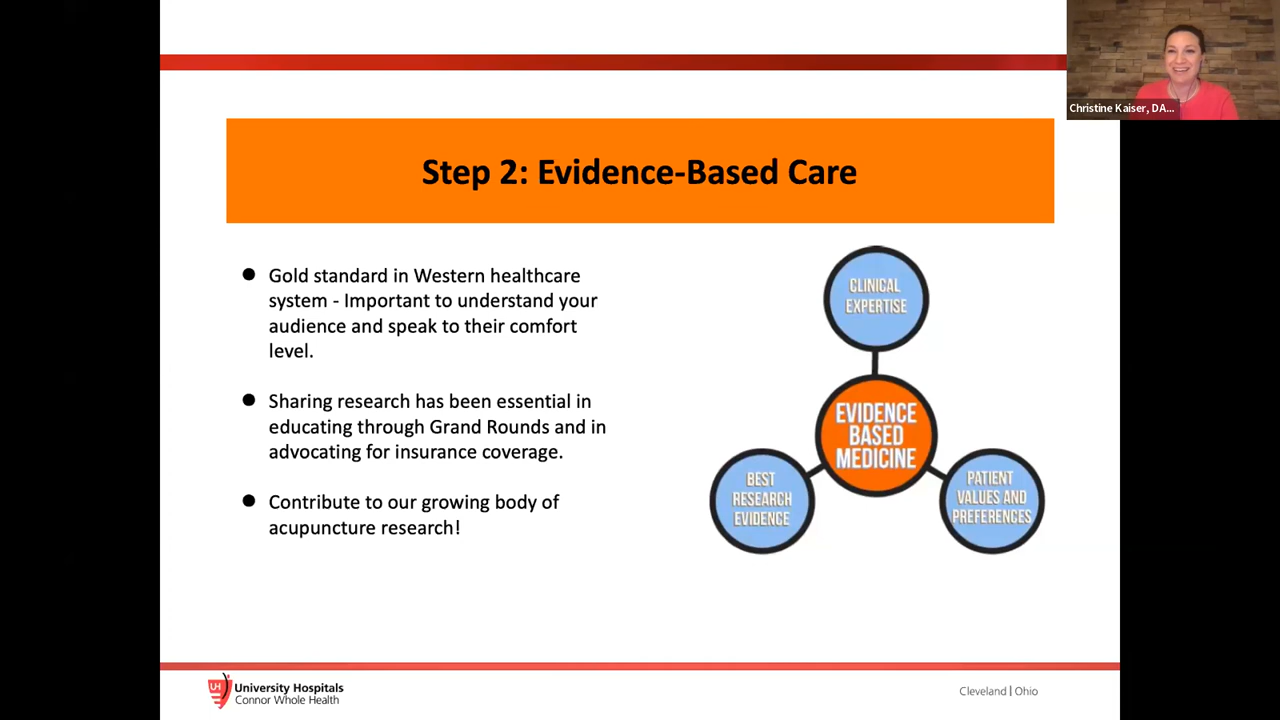 Christine Kaiser, DA...
Step 2: Evidence-Based Care
● Gold standard in Western healthcare
system - Important to understand your
audience and speak to their comfort
level.
● Sharing research has been essential in
educating through Grand Rounds and in
advocating for insurance coverage.
● Contribute to our growing body of
acupuncture research!
CLINICAL
EXPERTISE
EVIDENCE
BASED
MEDICINE
BEST
RESEARCH
EVIDENCE
PATIENT
VALUES AND
PREFERENCES
UH
University Hospitals
Connor Whole Health
Cleveland | Ohio